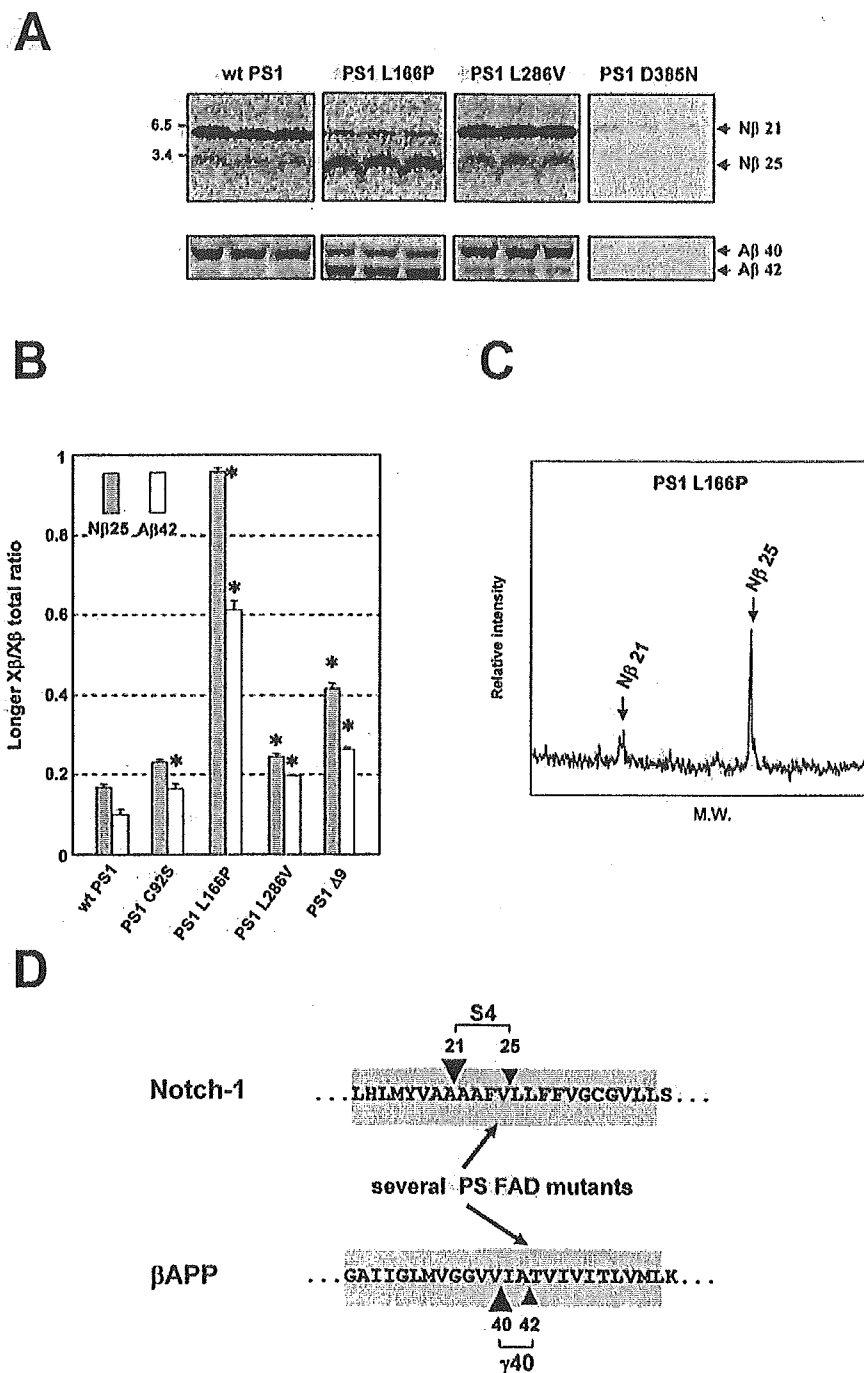 A
wt PS1 PS1 L166P PS1 L286V PS1 D385N
6.5
3.4
Nβ 21
Nβ 25
Aβ 40
Aβ 42
B
Longer Xβ/Xβ total ratio
1
0.8
0.6
0.4
0.2
0
Nβ25 Aβ42
*
*
*
*
*
*
*
wt PS1
PS1 C92S
PS1 L166P
PS1 L286V
PS1 Δ9
C
PS1 L166P
Relative intensity
Nβ 21
Nβ 25
M.W.
D
S4
21 25
Notch-1 ...LHLMYVAAAAFVLLFFVGCGVLLS...
several PS FAD mutants
βAPP ...GAIIGLMVGGVVIATVIVITLVMLK...
40 42
γ40